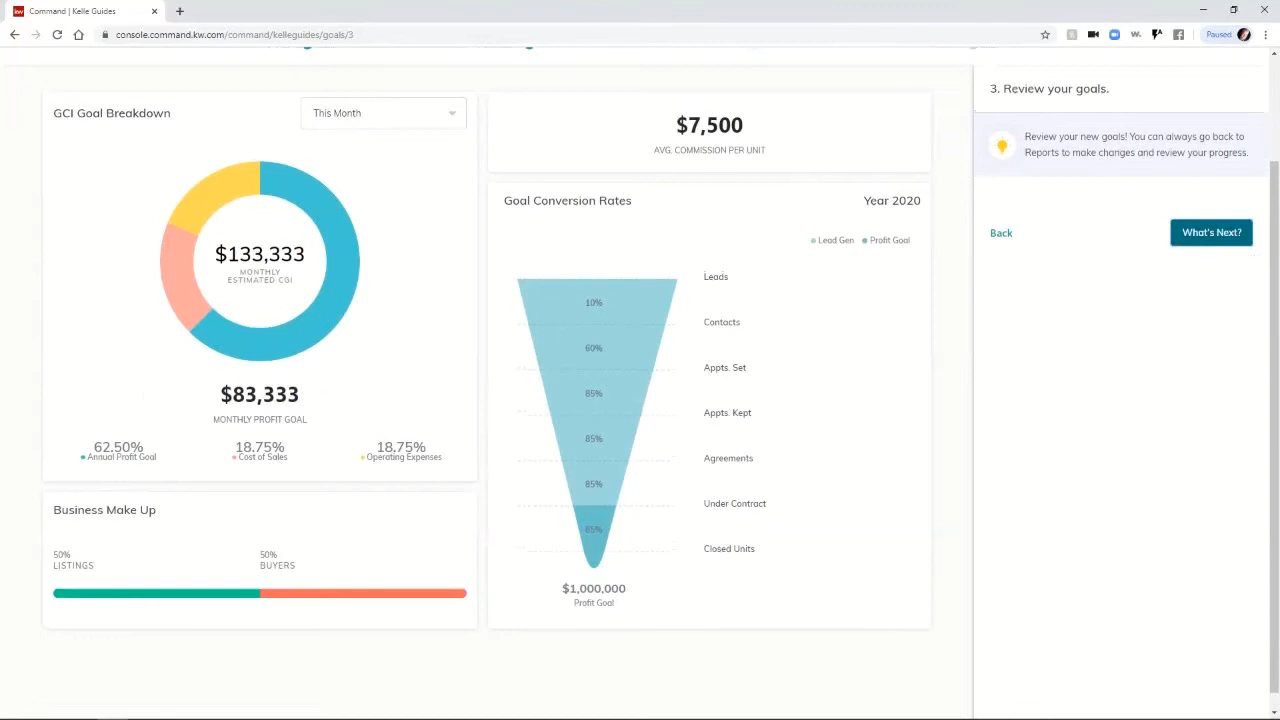 kw Command | Kelle Guides
console.command.kw.com/command/kelleguides/goals/3
Paused
GCI Goal Breakdown
This Month
$133,333
MONTHLY
ESTIMATED CGI
$83,333
MONTHLY PROFIT GOAL
62.50%
Annual Profit Goal
18.75%
Cost of Sales
18.75%
Operating Expenses
Business Make Up
50%
LISTINGS
50%
BUYERS
$7,500
AVG. COMMISSION PER UNIT
Goal Conversion Rates
Year 2020
Lead Gen
Profit Goal
Leads
10%
Contacts
60%
Appts. Set
85%
Appts. Kept
85%
Agreements
85%
Under Contract
85%
Closed Units
$1,000,000
Profit Goal
3. Review your goals.
Review your new goals! You can always go back to
Reports to make changes and review your progress.
Back
What's Next?